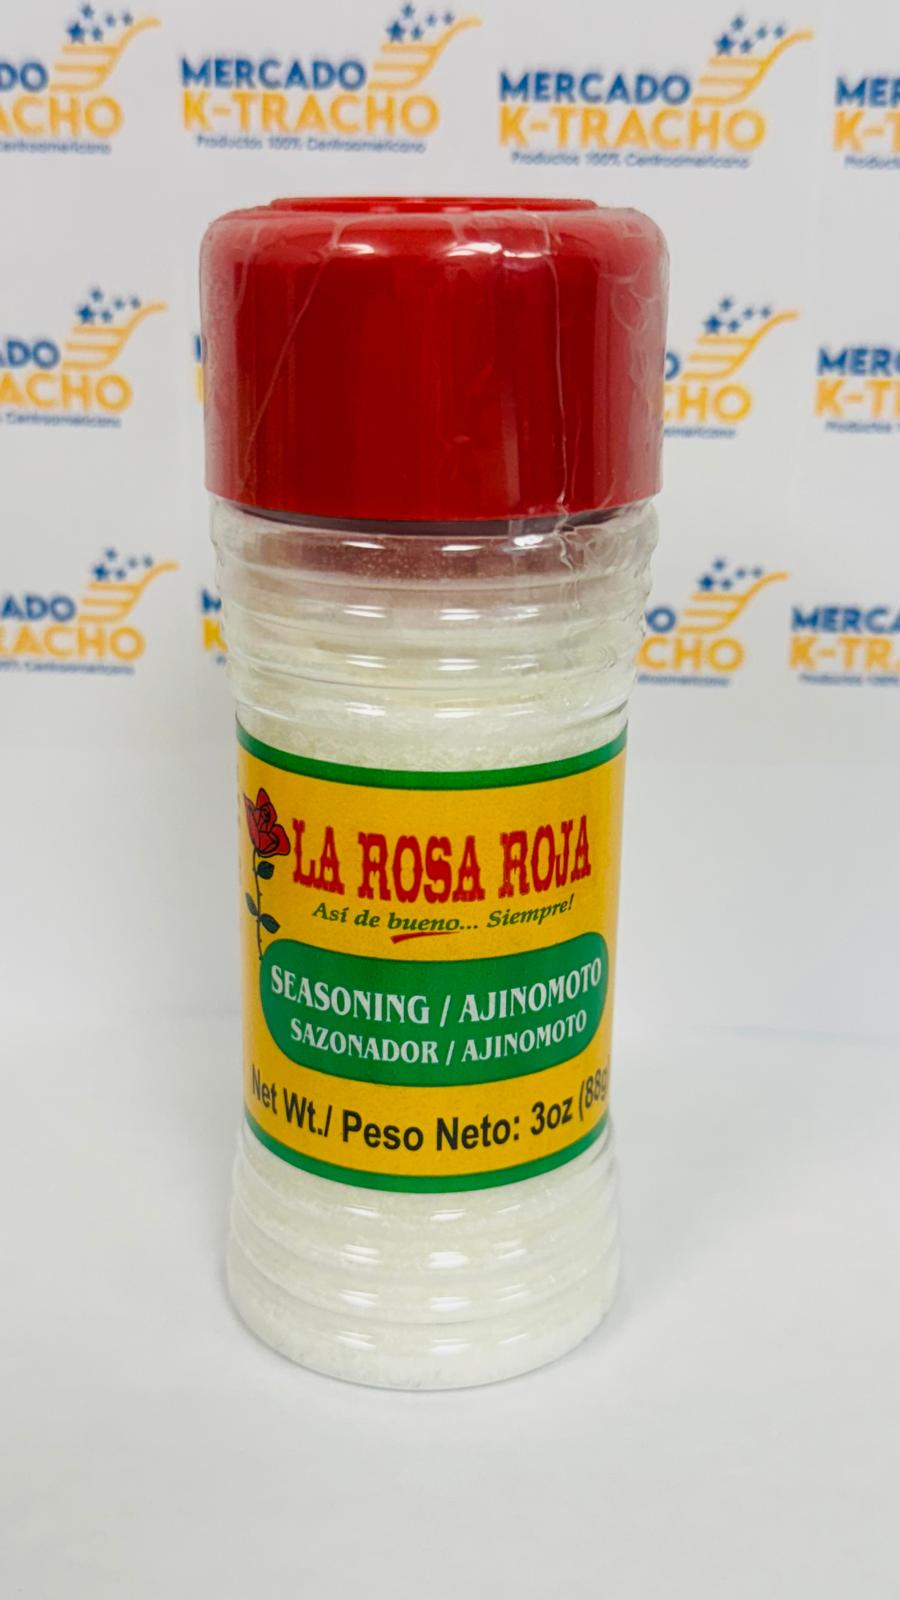 MERCADO
K-TRACHO
Productos 100% Centroamericano
MERCADO
K-TRACHO
Productos 100% Centroamericano
LA ROSA ROJA
Así de bueno... Siempre!
SEASONING / AJINOMOTO
SAZONADOR / AJINOMOTO
Net Wt./ Peso Neto: 3oz (88g